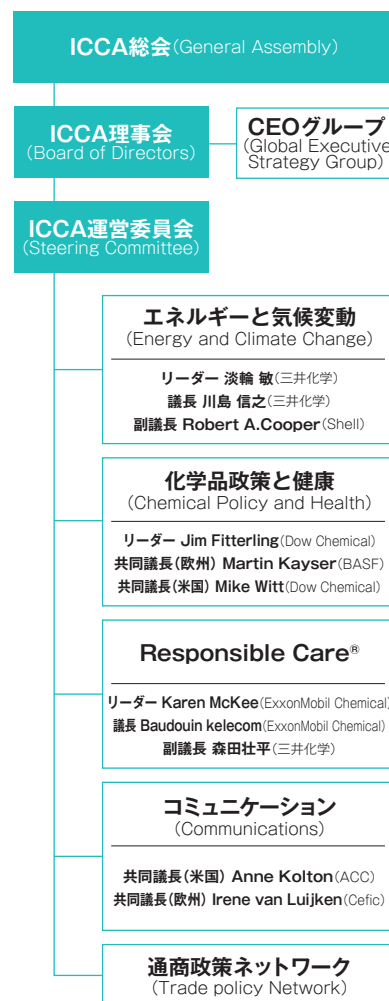 ICCA総会(General Assembly)
ICCA理事会
(Board of Directors)
CEOグループ
(Global Executive
Strategy Group)
ICCA運営委員会
(Steering Committee)
エネルギーと気候変動
(Energy and Climate Change)
リーダー 淡輪 敏(三井化学)
議長 川島 信之(三井化学)
副議長 Robert A.Cooper(Shell)
化学品政策と健康
(Chemical Policy and Health)
リーダー Jim Fitterling(Dow Chemical)
共同議長(欧州) Martin Kayser(BASF)
共同議長(米国) Mike Witt(Dow Chemical)
Responsible Care®
リーダー Karen McKee(ExxonMobil Chemical)
議長 Baudouin kelecom(ExxonMobil Chemical)
副議長 森田壮平(三井化学)
コミュニケーション
(Communications)
共同議長(米国) Anne Kolton(ACC)
共同議長(欧州) Irene van Luijken(Cefic)
通商政策ネットワーク
(Trade policy Network)